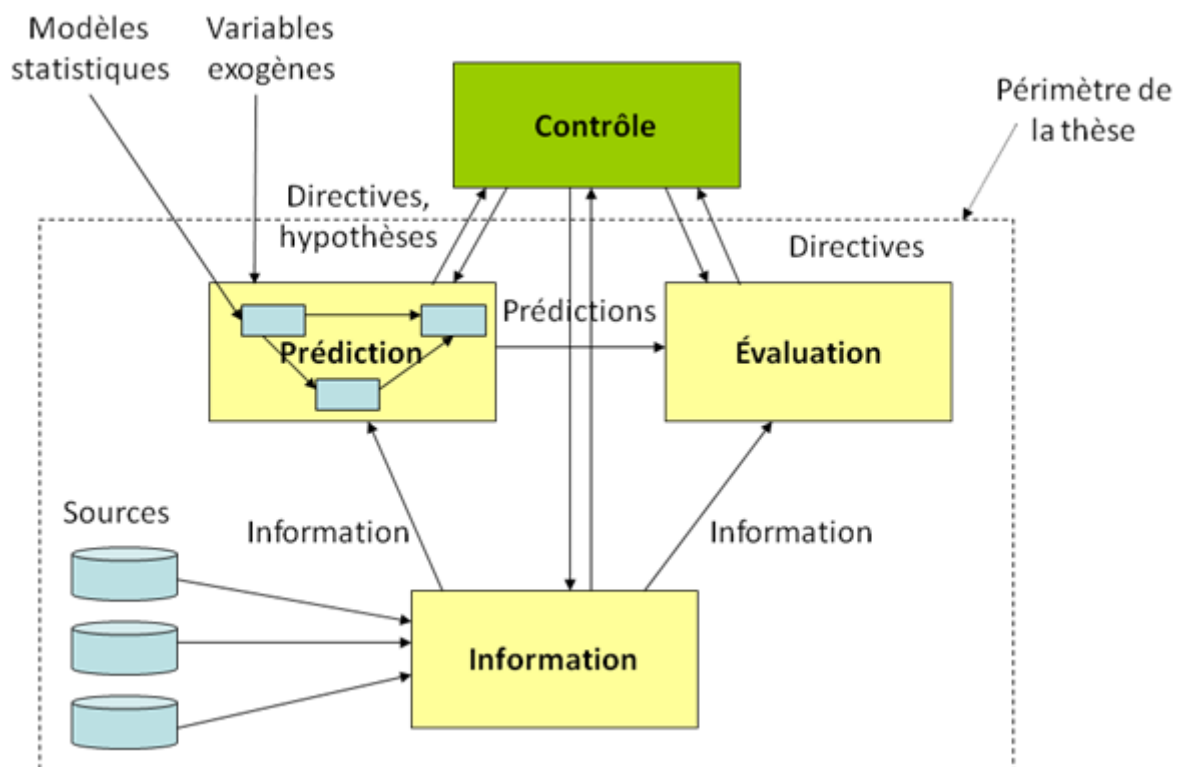 Modèles
statistiques
Variables
exogènes
Contrôle
Périmètre de
la thèse
Directives,
hypothèses
Directives
Prédictions
Prédiction
Évaluation
Sources
Information
Information
Information